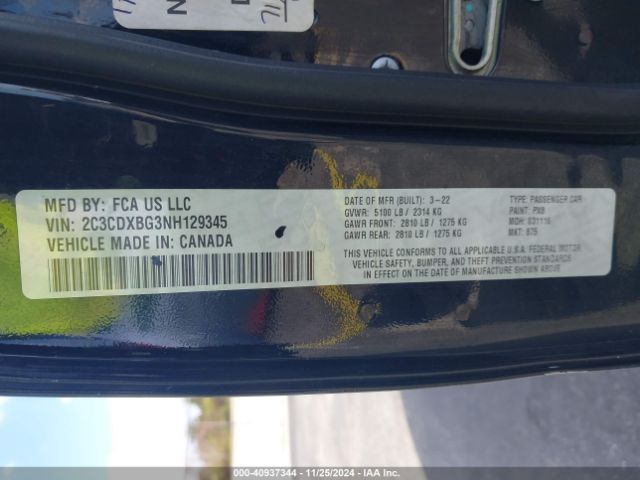 MFD BY: FCA US LLC
VIN: 2C3CDXBG3NH129345
VEHICLE MADE IN: CANADA
DATE OF MFR (BUILT): 3-22
GVWR: 5100 LB / 2314 KG
GAWR FRONT: 2810 LB / 1275 KG
GAWR REAR: 2810 LB / 1275 KG
TYPE: PASSENGER CAR
PAINT: PX8
MDH: 031116
MKT: 875
THIS VEHICLE CONFORMS TO ALL APPLICABLE U.S.A. FEDERAL MOTOR
VEHICLE SAFETY, BUMPER, AND THEFT PREVENTION STANDARDS
IN EFFECT ON THE DATE OF MANUFACTURE SHOWN ABOVE.
000-40937344 | 11/25/2024 | IAA Inc.